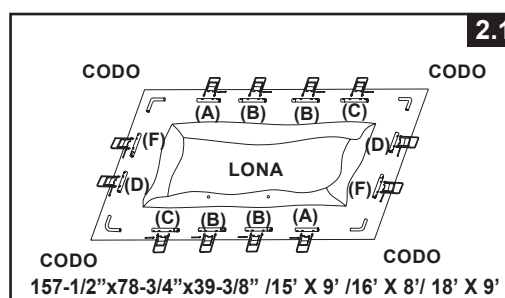 2.1
CODO CODO
(A) (B) (B) (C)
(F) (D)
LONA
(D) (F)
(C) (B) (B) (A)
CODO CODO
157-1/2”x78-3/4”x39-3/8” /15’ X 9’ /16’ X 8’/ 18’ X 9’